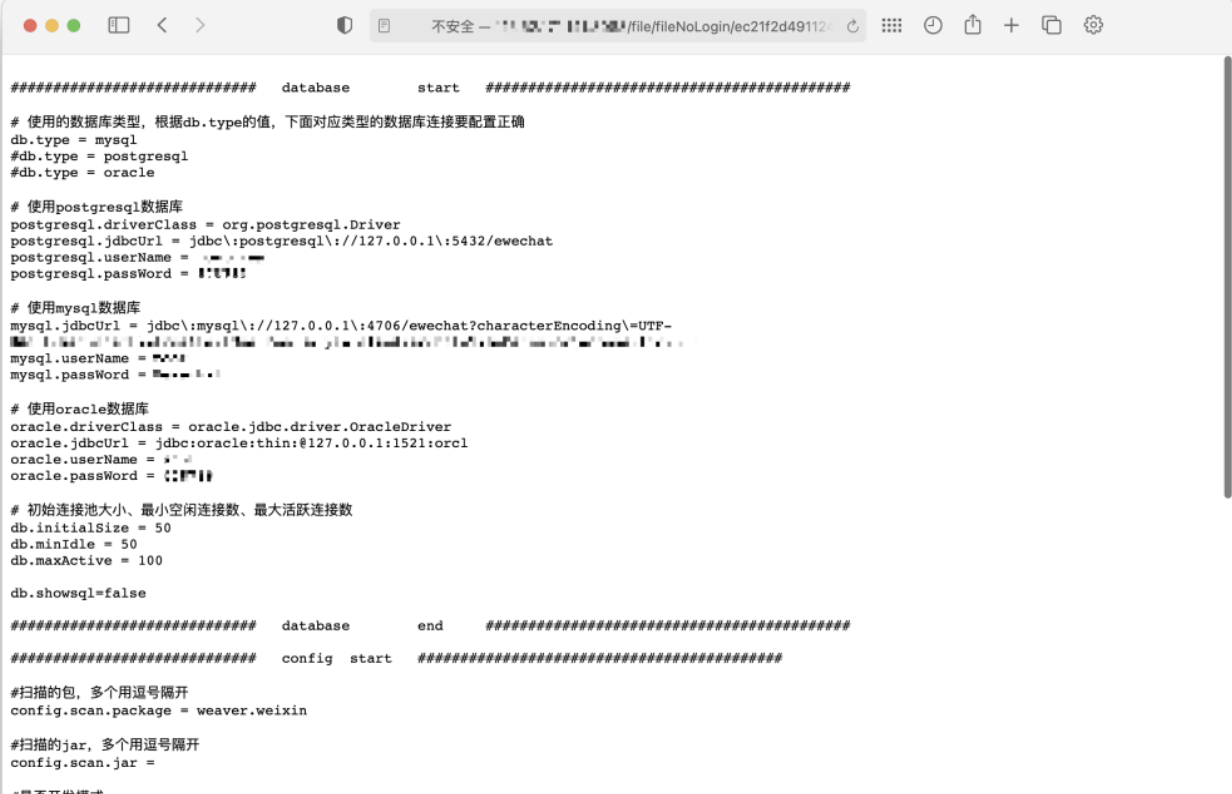 不安全 — /file/fileNoLogin/ec21f2d49112
############################# database start ###########################################
# 使用的数据库类型，根据db.type的值，下面对应类型的数据库连接要配置正确
db.type = mysql
#db.type = postgresql
#db.type = oracle
# 使用postgresql数据库
postgresql.driverClass = org.postgresql.Driver
postgresql.jdbcUrl = jdbc\:postgresql\://127.0.0.1\:5432/ewechat
postgresql.userName =
postgresql.passWord =
# 使用mysql数据库
mysql.jdbcUrl = jdbc\:mysql\://127.0.0.1\:4706/ewechat?characterEncoding\=UTF-
mysql.userName =
mysql.passWord =
# 使用oracle数据库
oracle.driverClass = oracle.jdbc.driver.OracleDriver
oracle.jdbcUrl = jdbc:oracle:thin:@127.0.0.1:1521:orcl
oracle.userName =
oracle.passWord =
# 初始连接池大小、最小空闲连接数、最大活跃连接数
db.initialSize = 50
db.minIdle = 50
db.maxActive = 100
db.showsql=false
############################# database end ###########################################
############################# config start ###########################################
#扫描的包，多个用逗号隔开
config.scan.package = weaver.weixin
#扫描的jar，多个用逗号隔开
config.scan.jar =
#是否开发模式